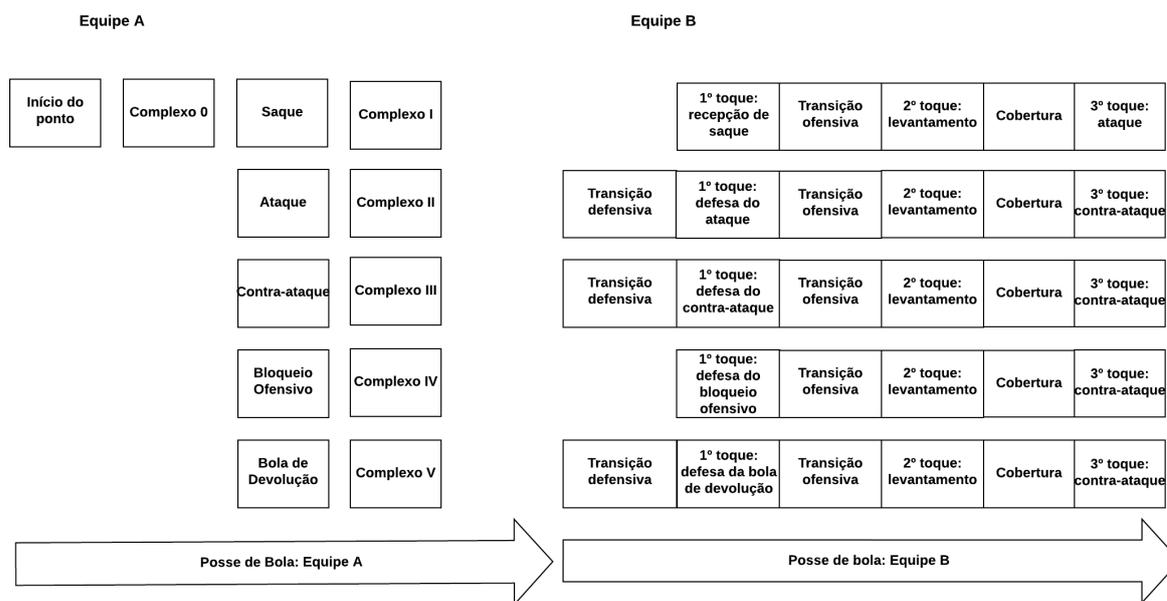 Equipe A
Equipe B
Início do
ponto
Complexo 0
Saque
Complexo I
1º toque:
recepção de
saque
Transição
ofensiva
2º toque:
levantamento
Cobertura
3º toque:
ataque
Ataque
Complexo II
Transição
defensiva
1º toque:
defesa do
ataque
Transição
ofensiva
2º toque:
levantamento
Cobertura
3º toque:
contra-ataque
Contra-ataque
Complexo III
Transição
defensiva
1º toque:
defesa do
contra-ataque
Transição
ofensiva
2º toque:
levantamento
Cobertura
3º toque:
contra-ataque
Bloqueio
Ofensivo
Complexo IV
1º toque:
defesa do
bloqueio
ofensivo
Transição
ofensiva
2º toque:
levantamento
Cobertura
3º toque:
contra-ataque
Bola de
Devolução
Complexo V
Transição
defensiva
1º toque:
defesa da bola
de devolução
Transição
ofensiva
2º toque:
levantamento
Cobertura
3º toque:
contra-ataque
Posse de Bola: Equipe A
Posse de bola: Equipe B